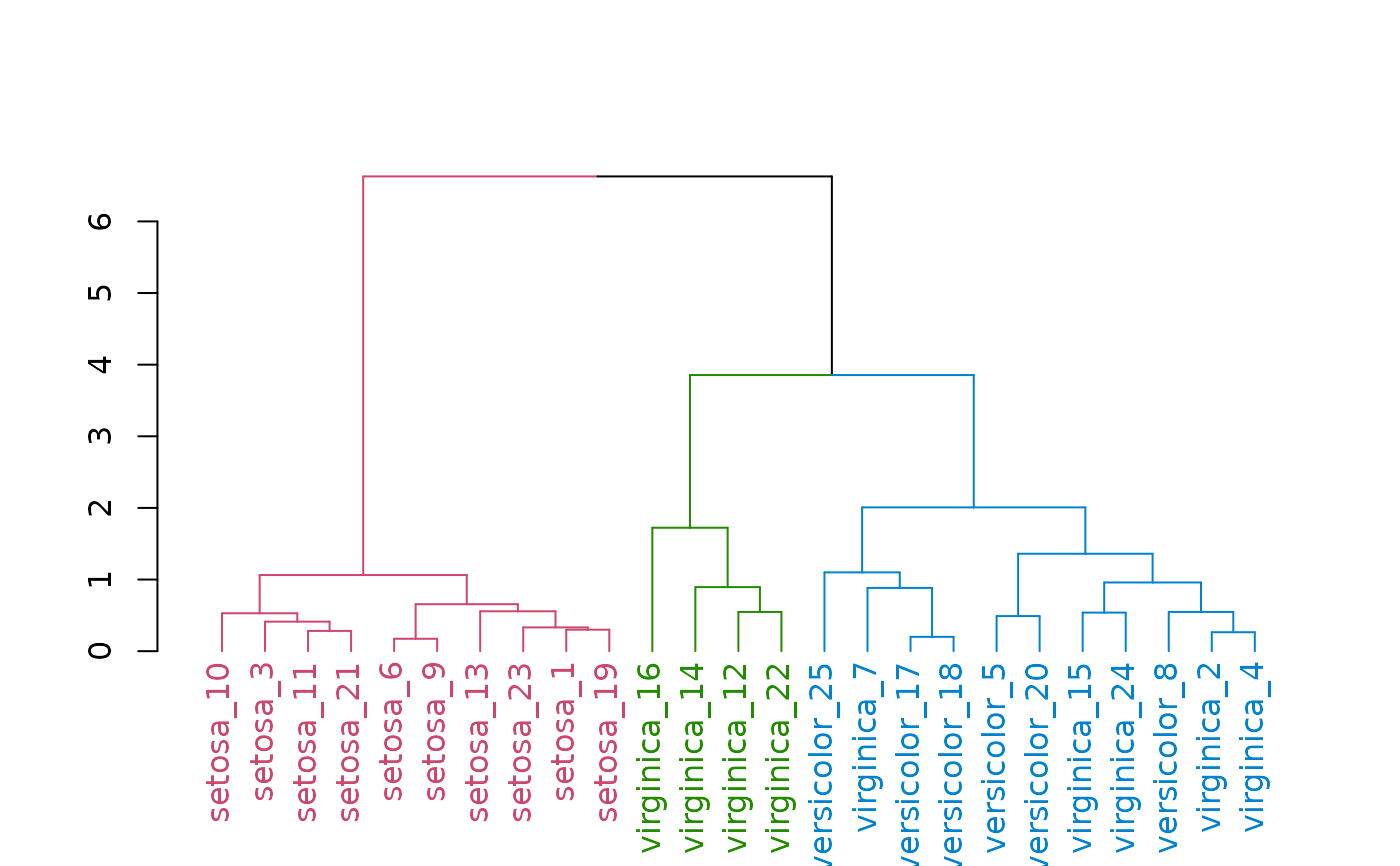 6
5
4
3
2
1
0
setosa_10
setosa_3
setosa_11
setosa_21
setosa_6
setosa_9
setosa_13
setosa_23
setosa_1
setosa_19
virginica_16
virginica_14
virginica_12
virginica_22
versicolor_25
virginica_7
versicolor_17
versicolor_18
versicolor_5
versicolor_20
virginica_15
virginica_24
versicolor_8
virginica_2
virginica_4